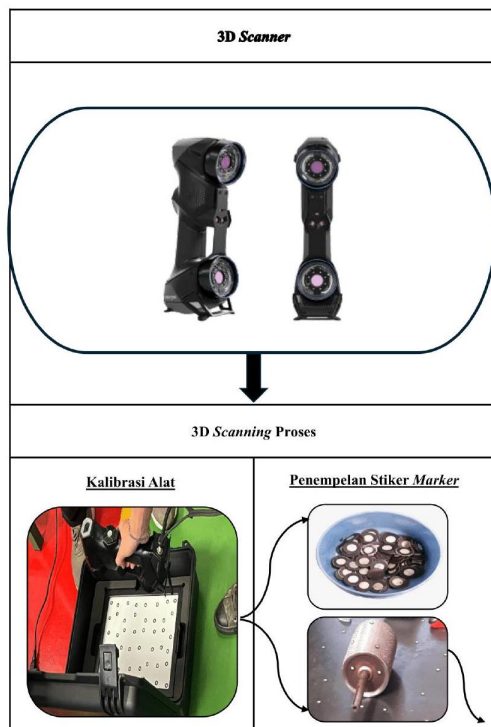 3D Scanner
3D Scanning Proses
Kalibrasi Alat
Penempelan Stiker Marker